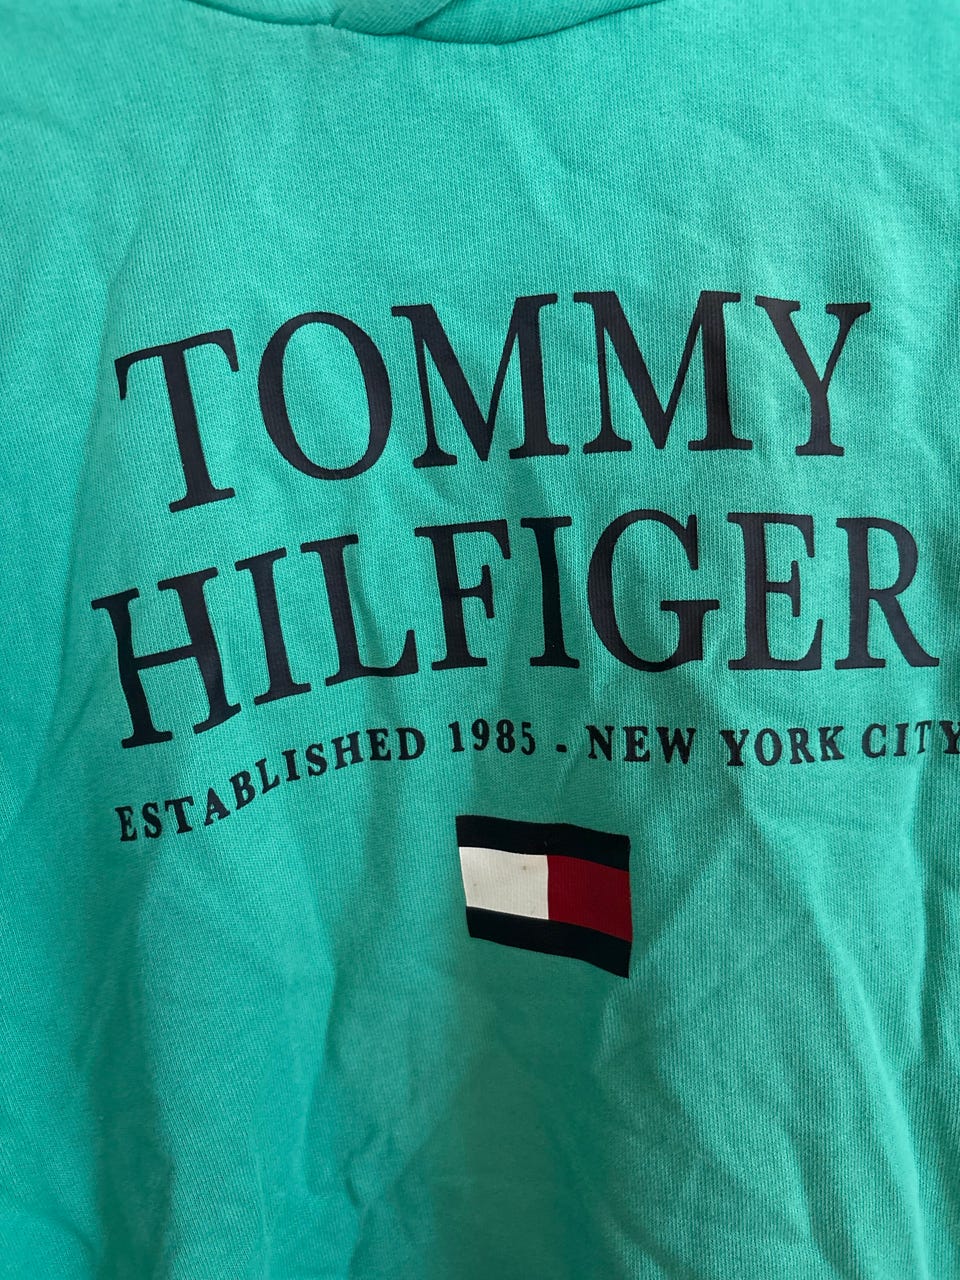 TOMMY
HILFIGER
ESTABLISHED 1985 - NEW YORK CITY